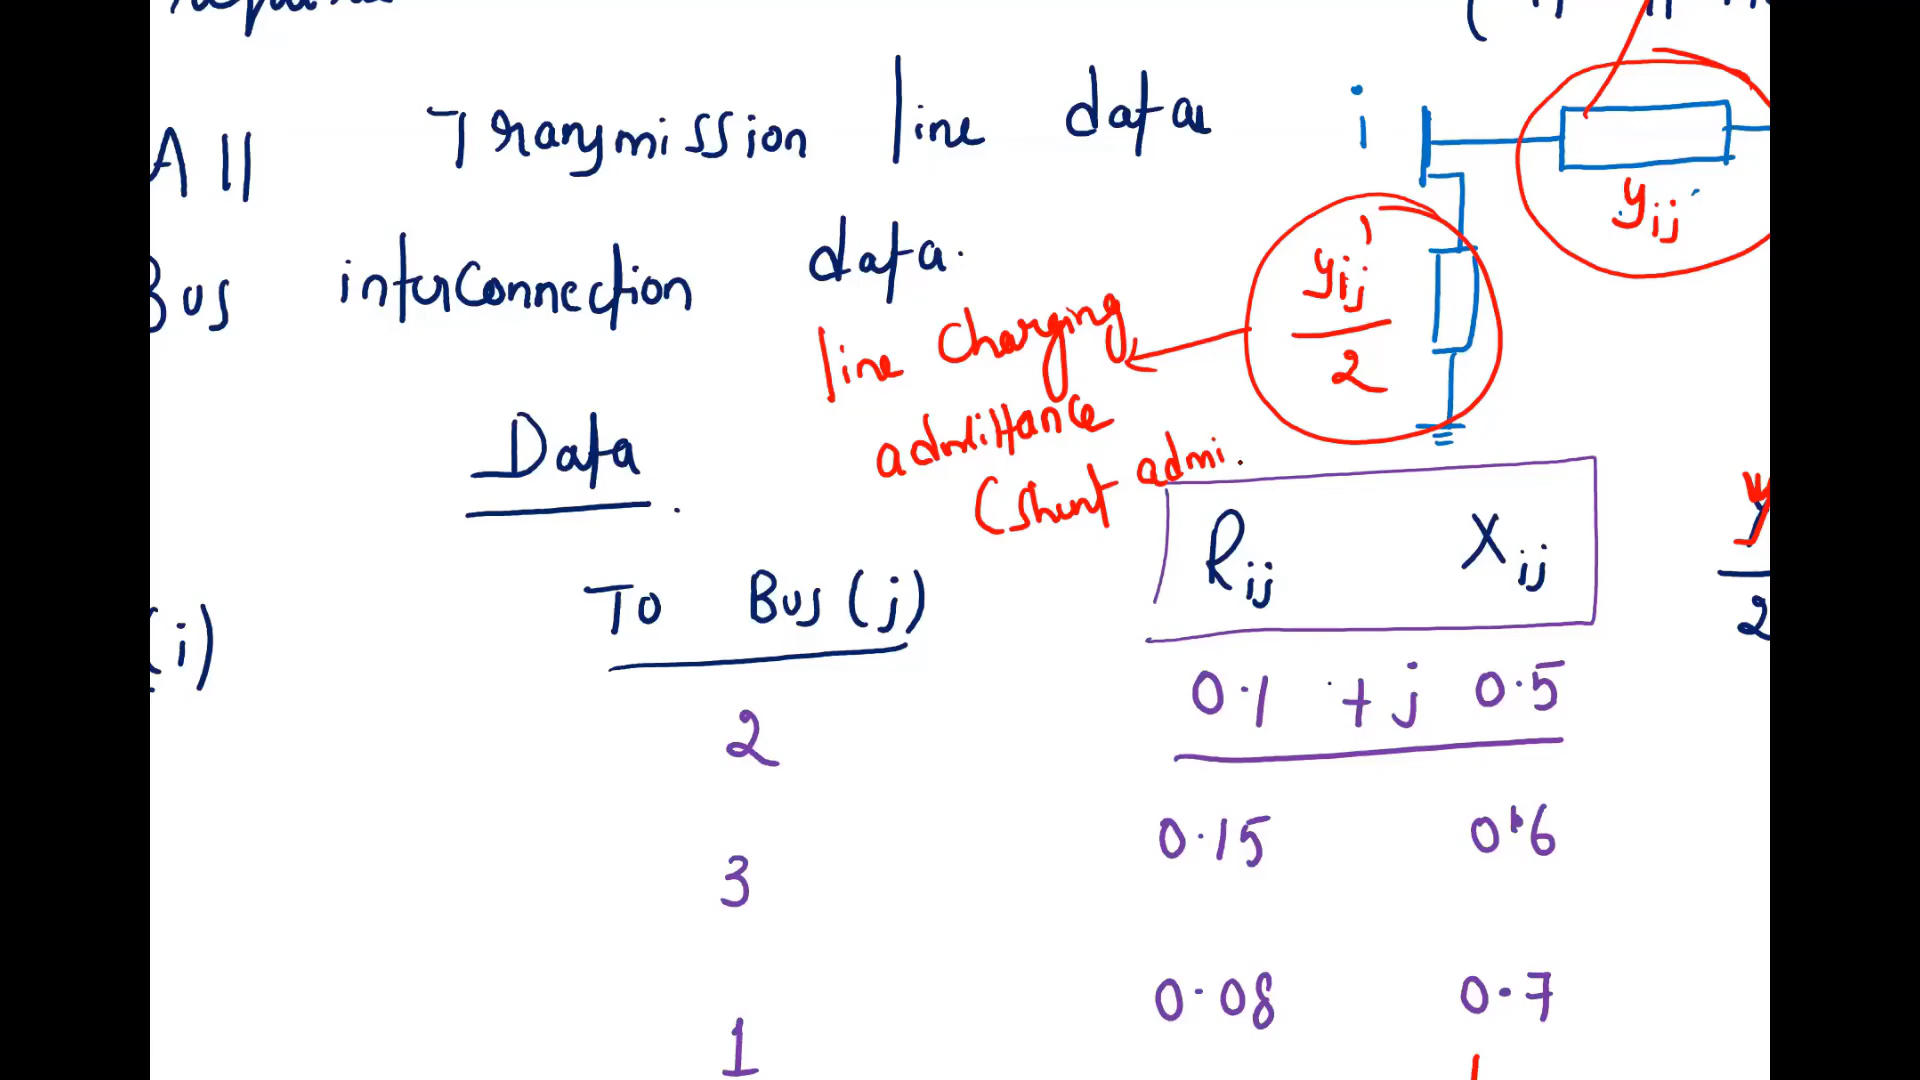 All Transmission line data
i
yij
Bus interconnection data.
yij'
2
line charging
admittance
(shunt admi.
Data
Rij Xij
(i) To Bus (j)
2
2 0.1 + j 0.5
3 0.15 0.6
1 0.08 0.7